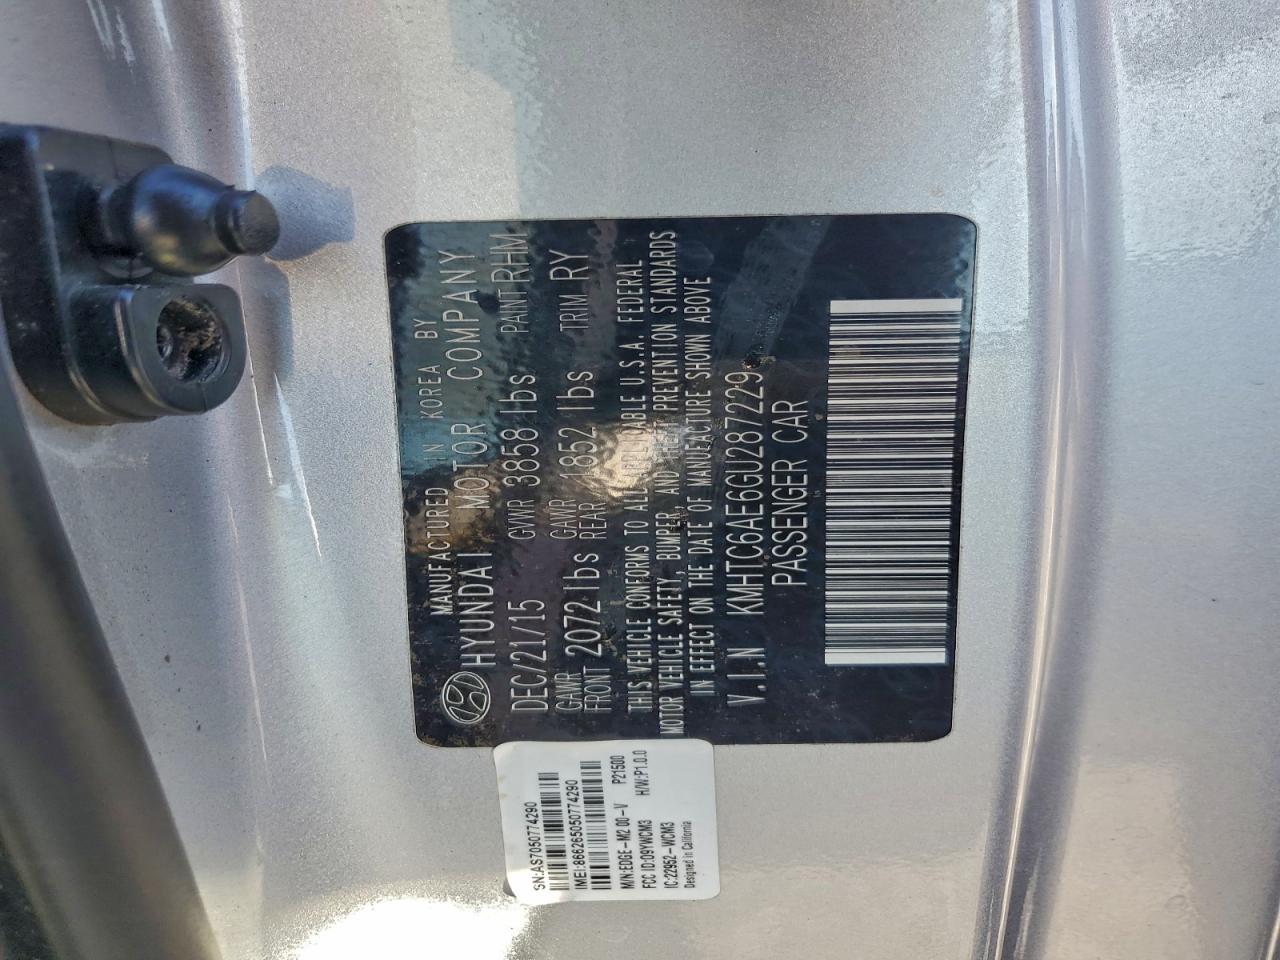 MANUFACTURED IN KOREA BY
HYUNDAI MOTOR COMPANY
DEC/21/15 GVWR 3858 lbs PAINT RHM
GAWR FRONT 2072 lbs GAWR REAR 1852 lbs TRIM RY
THIS VEHICLE CONFORMS TO ALL APPLICABLE U.S.A. FEDERAL
MOTOR VEHICLE SAFETY, BUMPER, AND THEFT PREVENTION STANDARDS
IN EFFECT ON THE DATE OF MANUFACTURE SHOWN ABOVE
V.I.N KMHTC6AE6GU287229
PASSENGER CAR
SN:AS7050774290
IMEI:866265050774290
M/N:EDGE-M2 00-V P21500
FCC ID:O9YWCM3 H/W:P1.0.0
IC:22952-WCM3
Designed in California